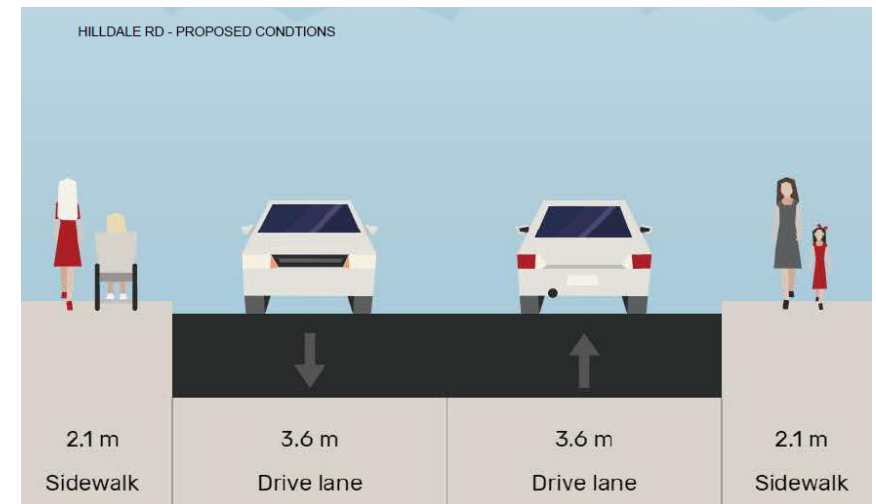 HILLDALE RD - PROPOSED CONDTIONS
2.1 m
3.6 m
3.6 m
2.1 m
Sidewalk
Drive lane
Drive lane
Sidewalk